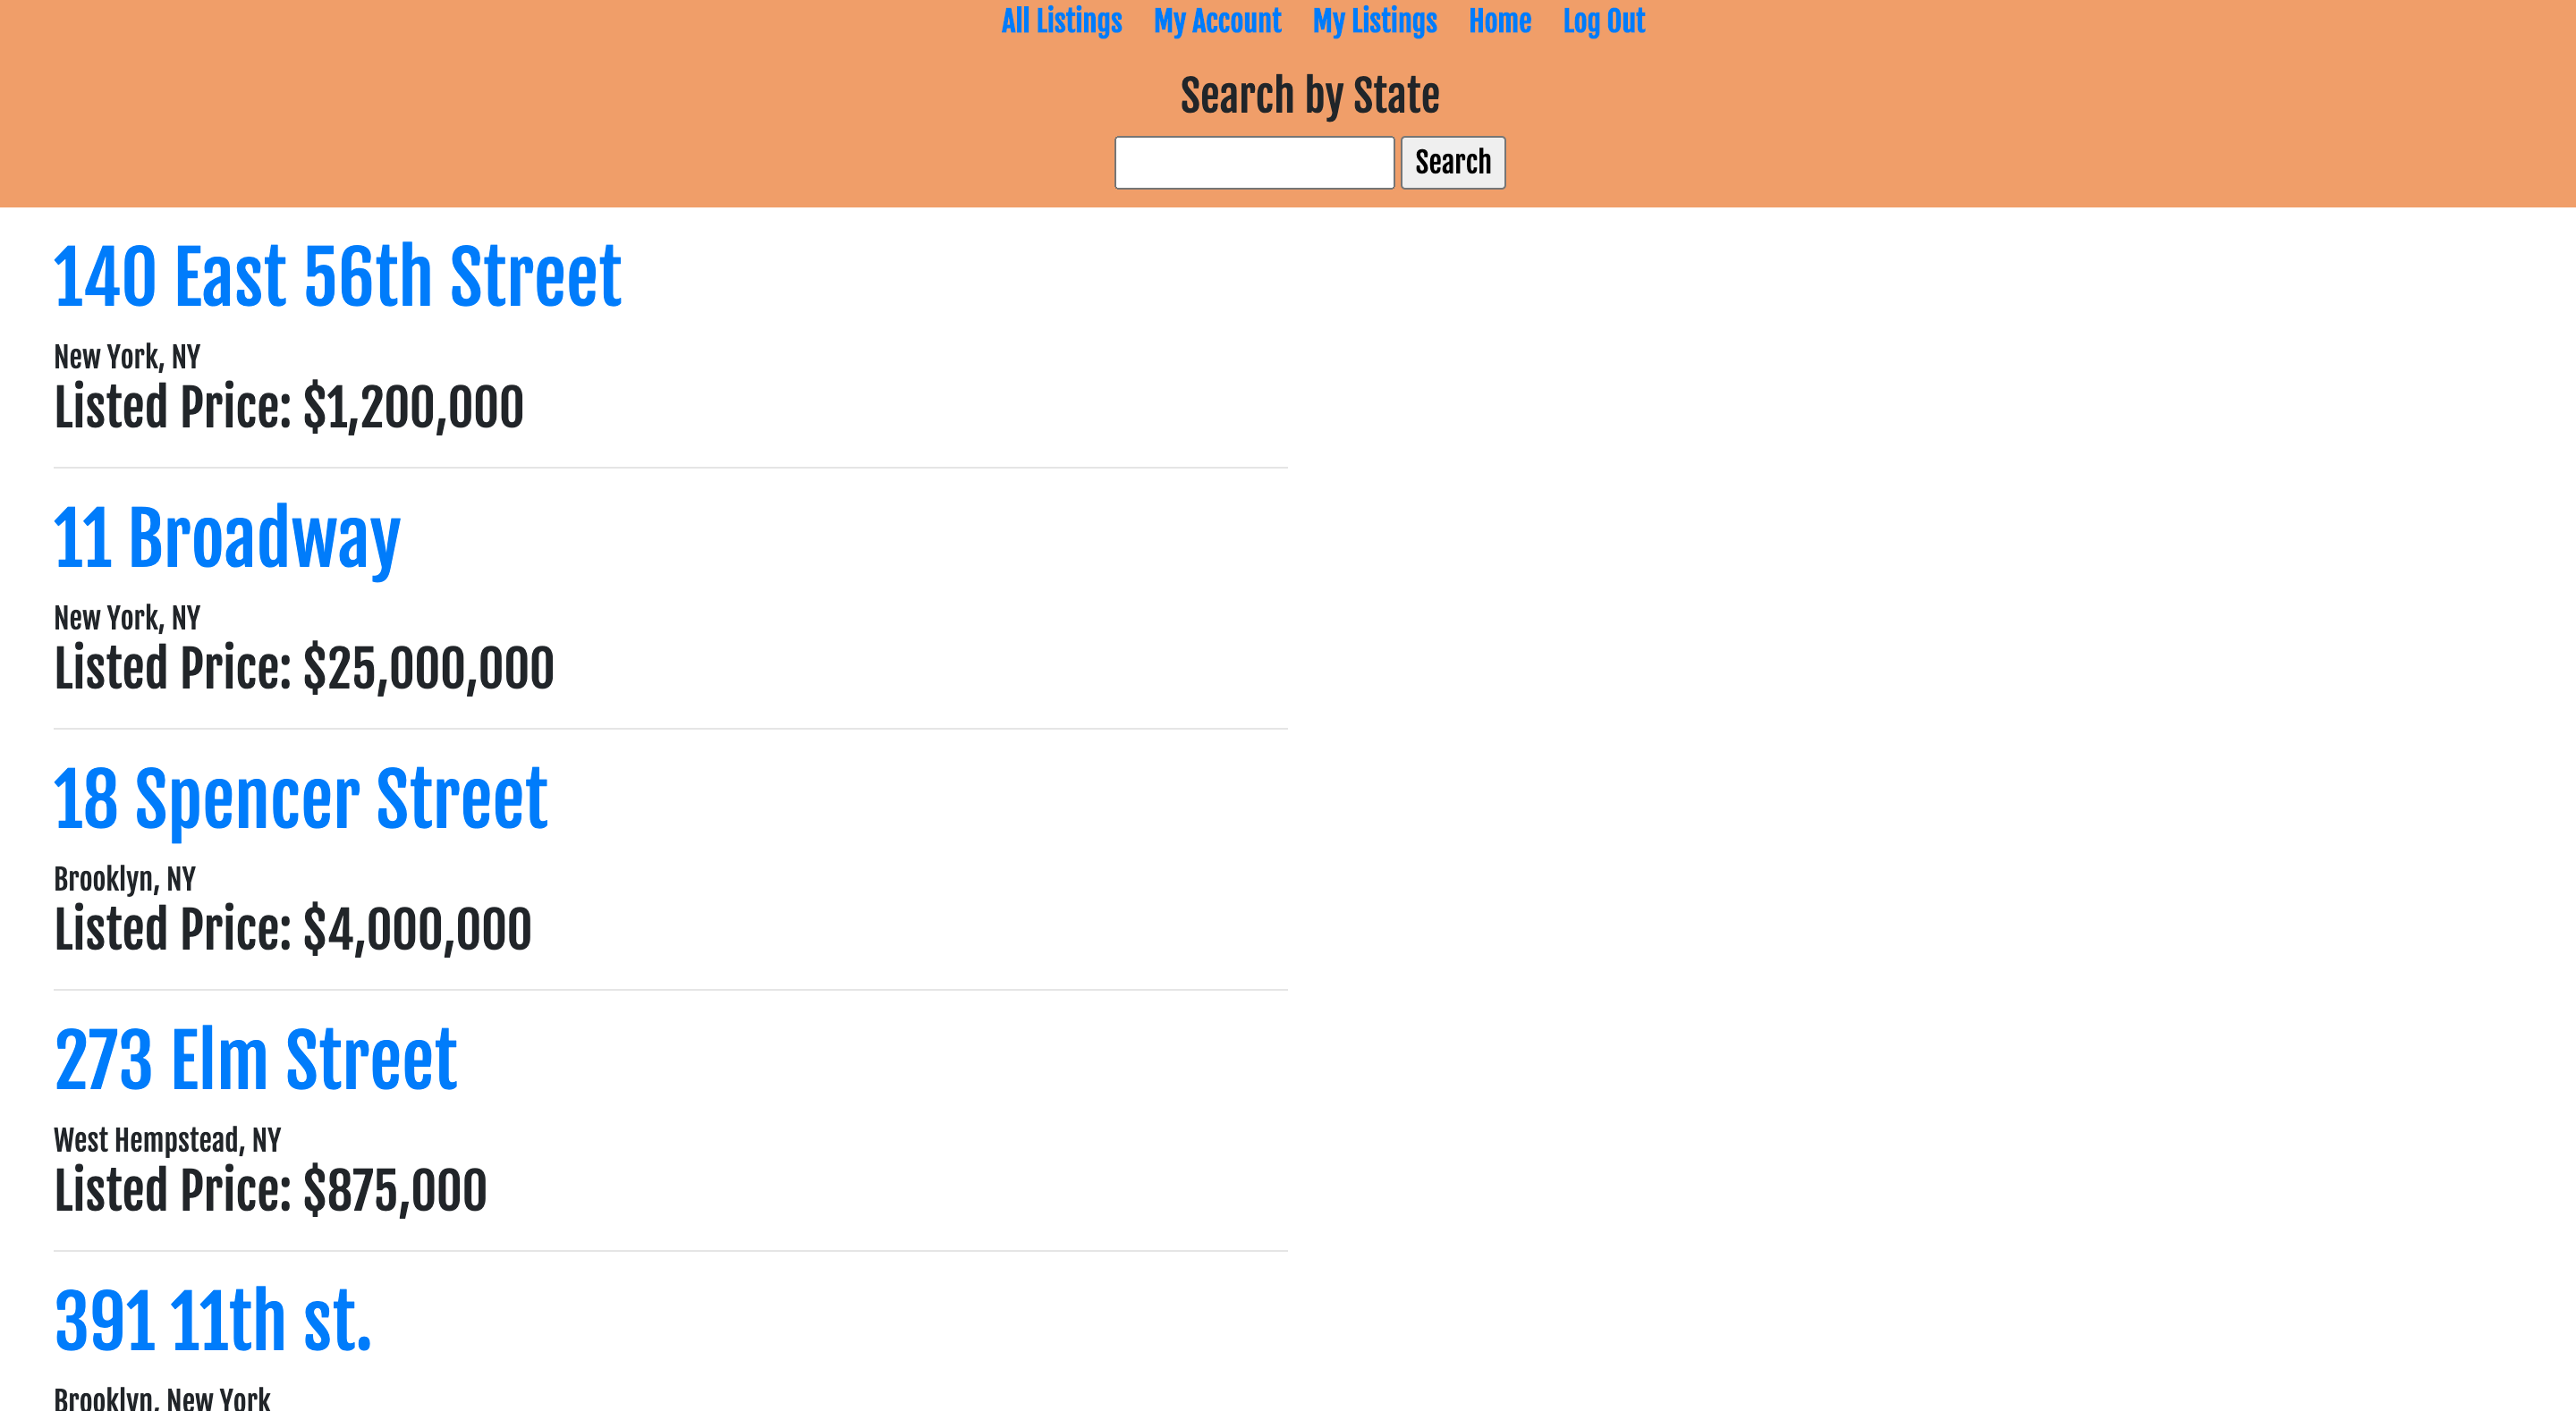 All Listings My Account My Listings Home Log Out
Search by State
Search
140 East 56th Street
New York, NY
Listed Price: $1,200,000
11 Broadway
New York, NY
Listed Price: $25,000,000
18 Spencer Street
Brooklyn, NY
Listed Price: $4,000,000
273 Elm Street
West Hempstead, NY
Listed Price: $875,000
391 11th st.
Brooklyn, New York